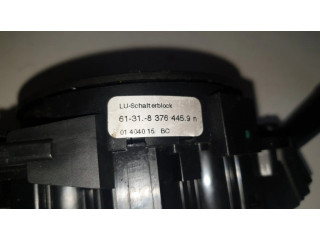 LU-Schalterblock
61-31.-8 376 445.9 n
01 4040 15 BC